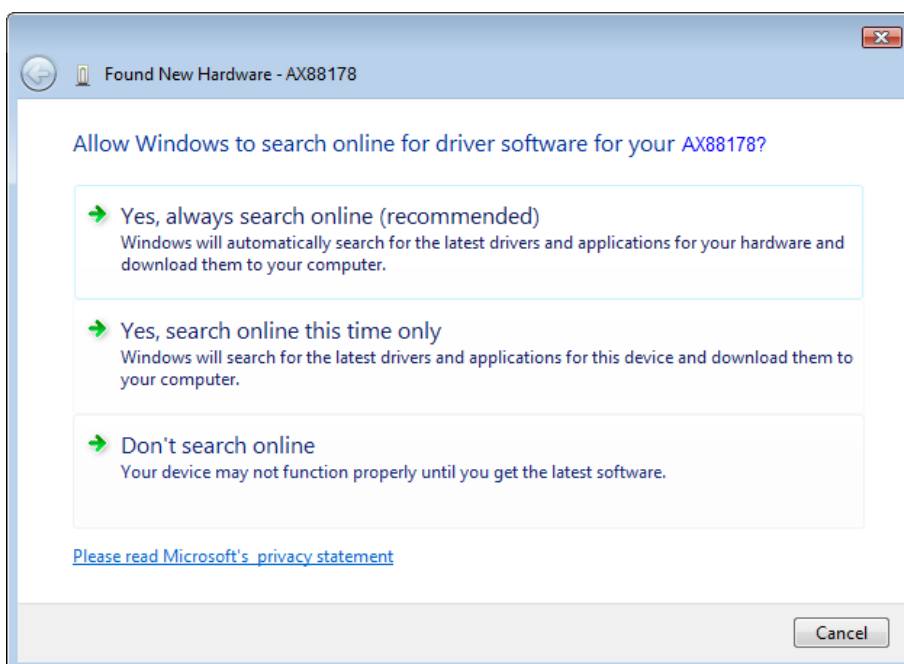 Found New Hardware - AX88178
Allow Windows to search online for driver software for your AX88178?
Yes, always search online (recommended)
Windows will automatically search for the latest drivers and applications for your hardware and
download them to your computer.
Yes, search online this time only
Windows will search for the latest drivers and applications for this device and download them to
your computer.
Don't search online
Your device may not function properly until you get the latest software.
Please read Microsoft's  privacy statement
Cancel